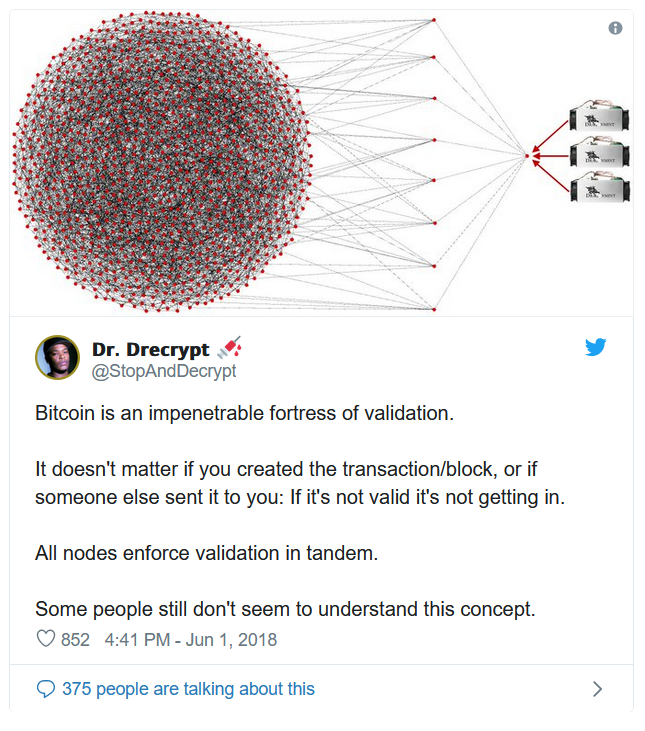 Dr. Drecrypt
@StopAndDecrypt
Bitcoin is an impenetrable fortress of validation.
It doesn't matter if you created the transaction/block, or if
someone else sent it to you: If it's not valid it's not getting in.
All nodes enforce validation in tandem.
Some people still don't seem to understand this concept.
852 4:41 PM - Jun 1, 2018
375 people are talking about this